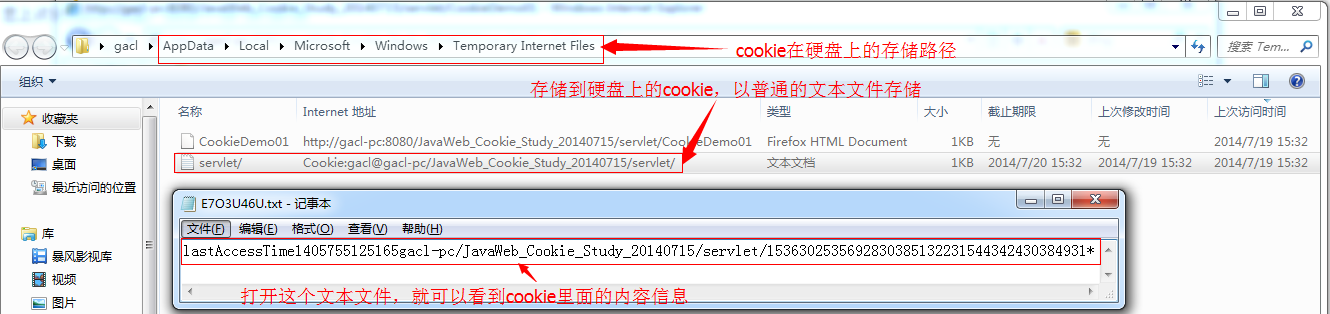 gacl AppData Local Microsoft Windows Temporary Internet Files
搜索 Tem...
cookie在硬盘上的存储路径
组织
存储到硬盘上的cookie，以普通的文本文件存储
收藏夹
名称 Internet 地址 类型 大小 截止期限 上次修改时间 上次访问时间
下载
CookieDemo01 http://gacl-pc:8080/JavaWeb_Cookie_Study_20140715/servlet/CookieDemo01 Firefox HTML Document 1KB 无 无 2014/7/19 15:32
桌面
servlet/ Cookie:gacl@gacl-pc/JavaWeb_Cookie_Study_20140715/servlet/ 文本文档 1KB 2014/7/20 15:32 2014/7/19 15:32 2014/7/19 15:32
最近访问的位置
E7O3U46U.txt - 记事本
文件(F) 编辑(E) 格式(O) 查看(V) 帮助(H)
库
暴风影视库
lastAccessTime1405755125165gacl-pc/JavaWeb_Cookie_Study_20140715/servlet/15363025356928303851322315443424303849​31*
视频
图片
打开这个文本文件，就可以看到cookie里面的内容信息